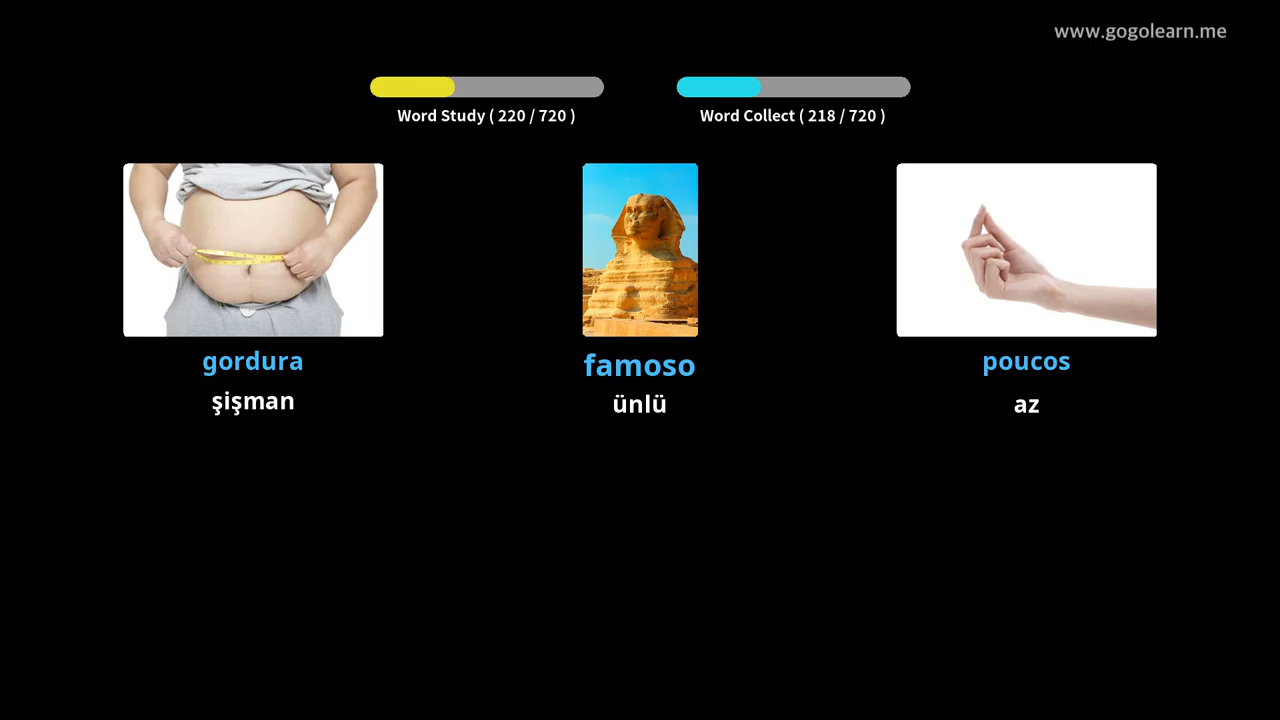 www.gogolearn.me
Word Study ( 220 / 720 )
Word Collect ( 218 / 720 )
gordura
famoso
poucos
şişman
ünlü
az